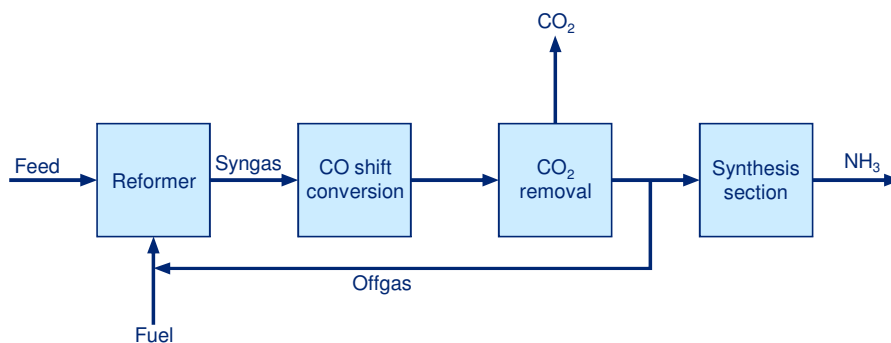 CO₂
Feed
Reformer
Syngas
CO shift
conversion
CO₂
removal
Synthesis
section
NH₃
Offgas
Fuel